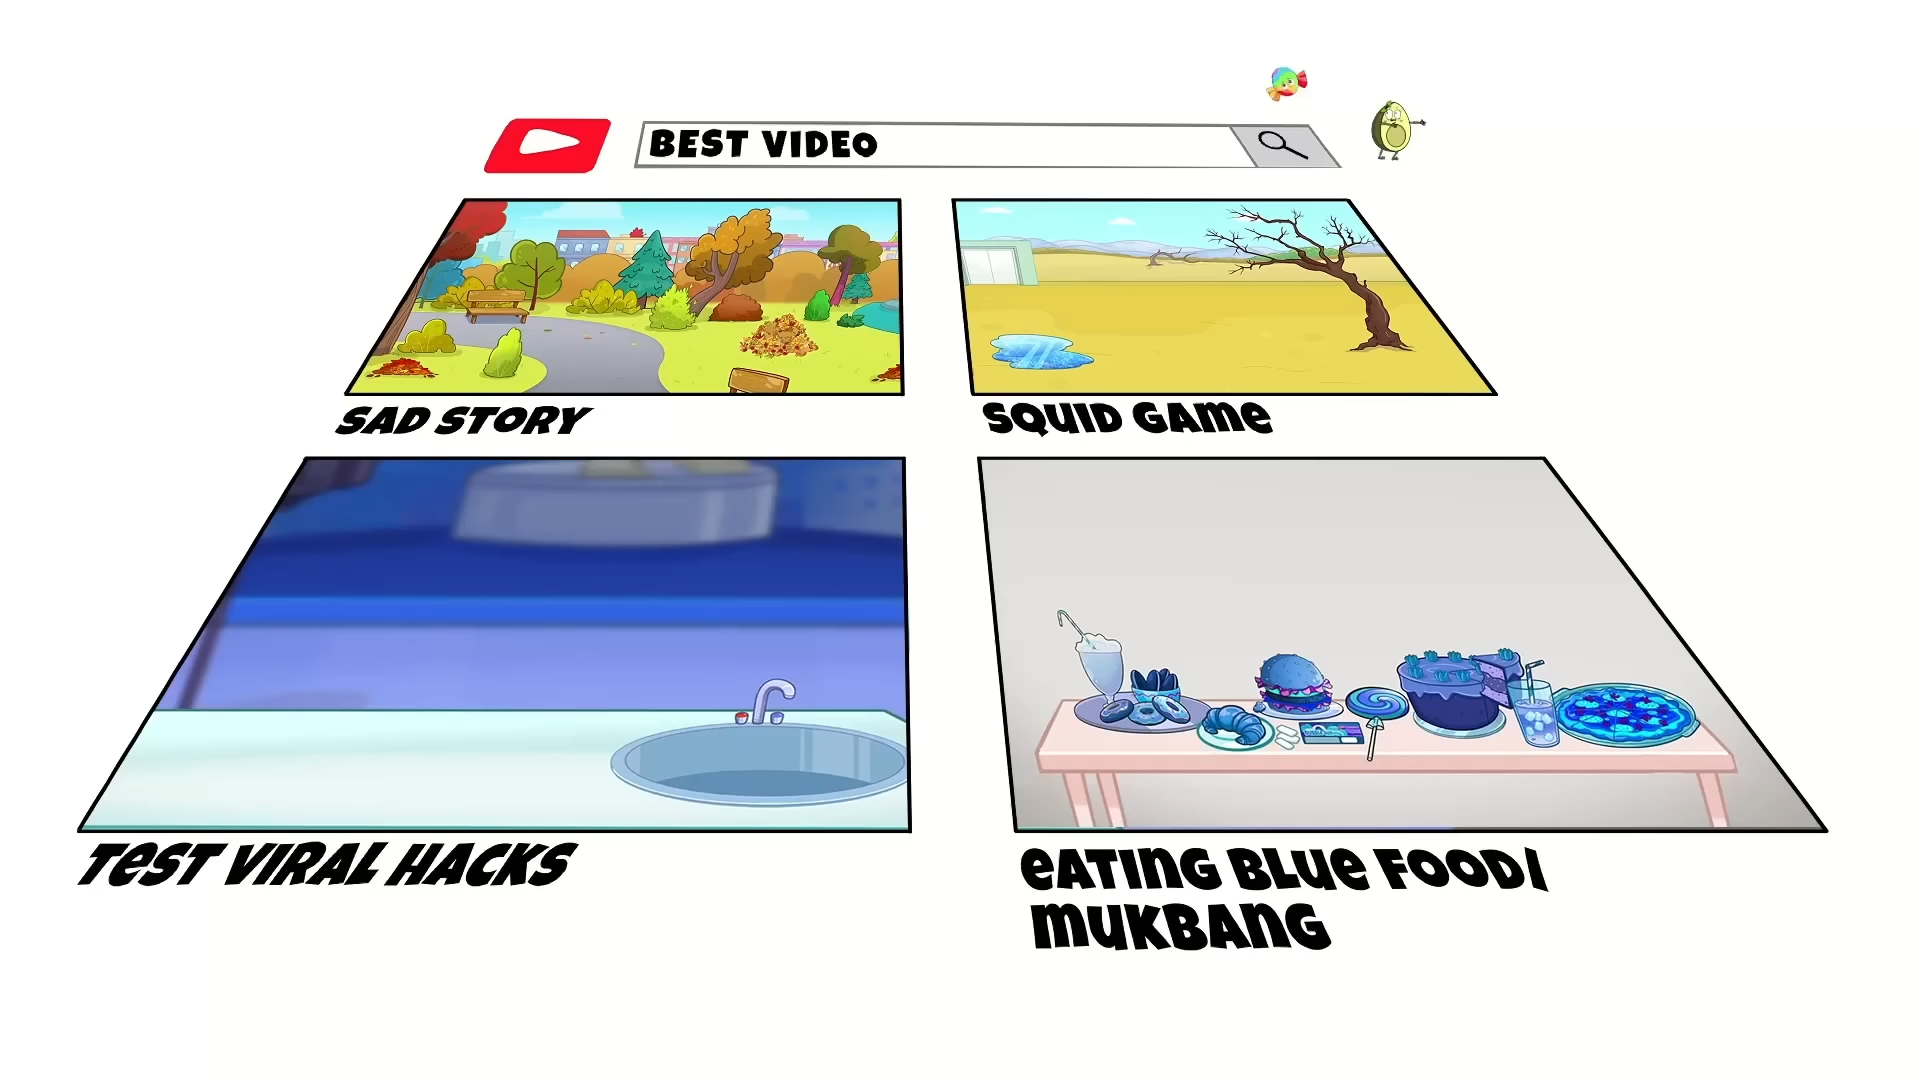 BEST VIDEO
SAD STORY
SQUID GAME
TEST VIRAL HACKS
EATING BLUE FOOD/
MUKBANG